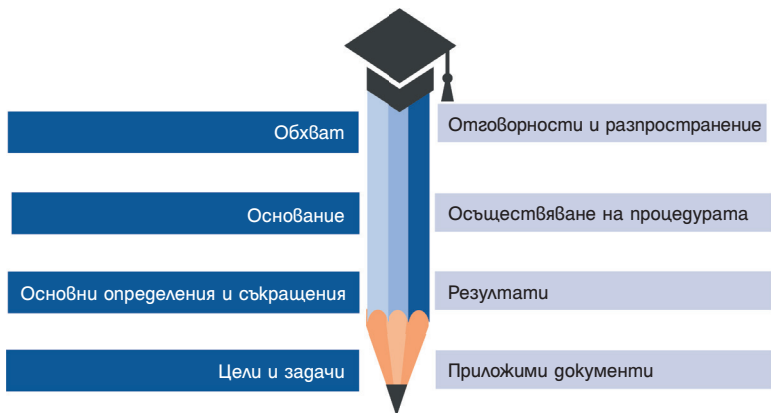 Обхват
Основание
Основни определения и съкращения
Цели и задачи
Отговорности и разпространение
Осъществяване на процедурата
Резултати
Приложими документи